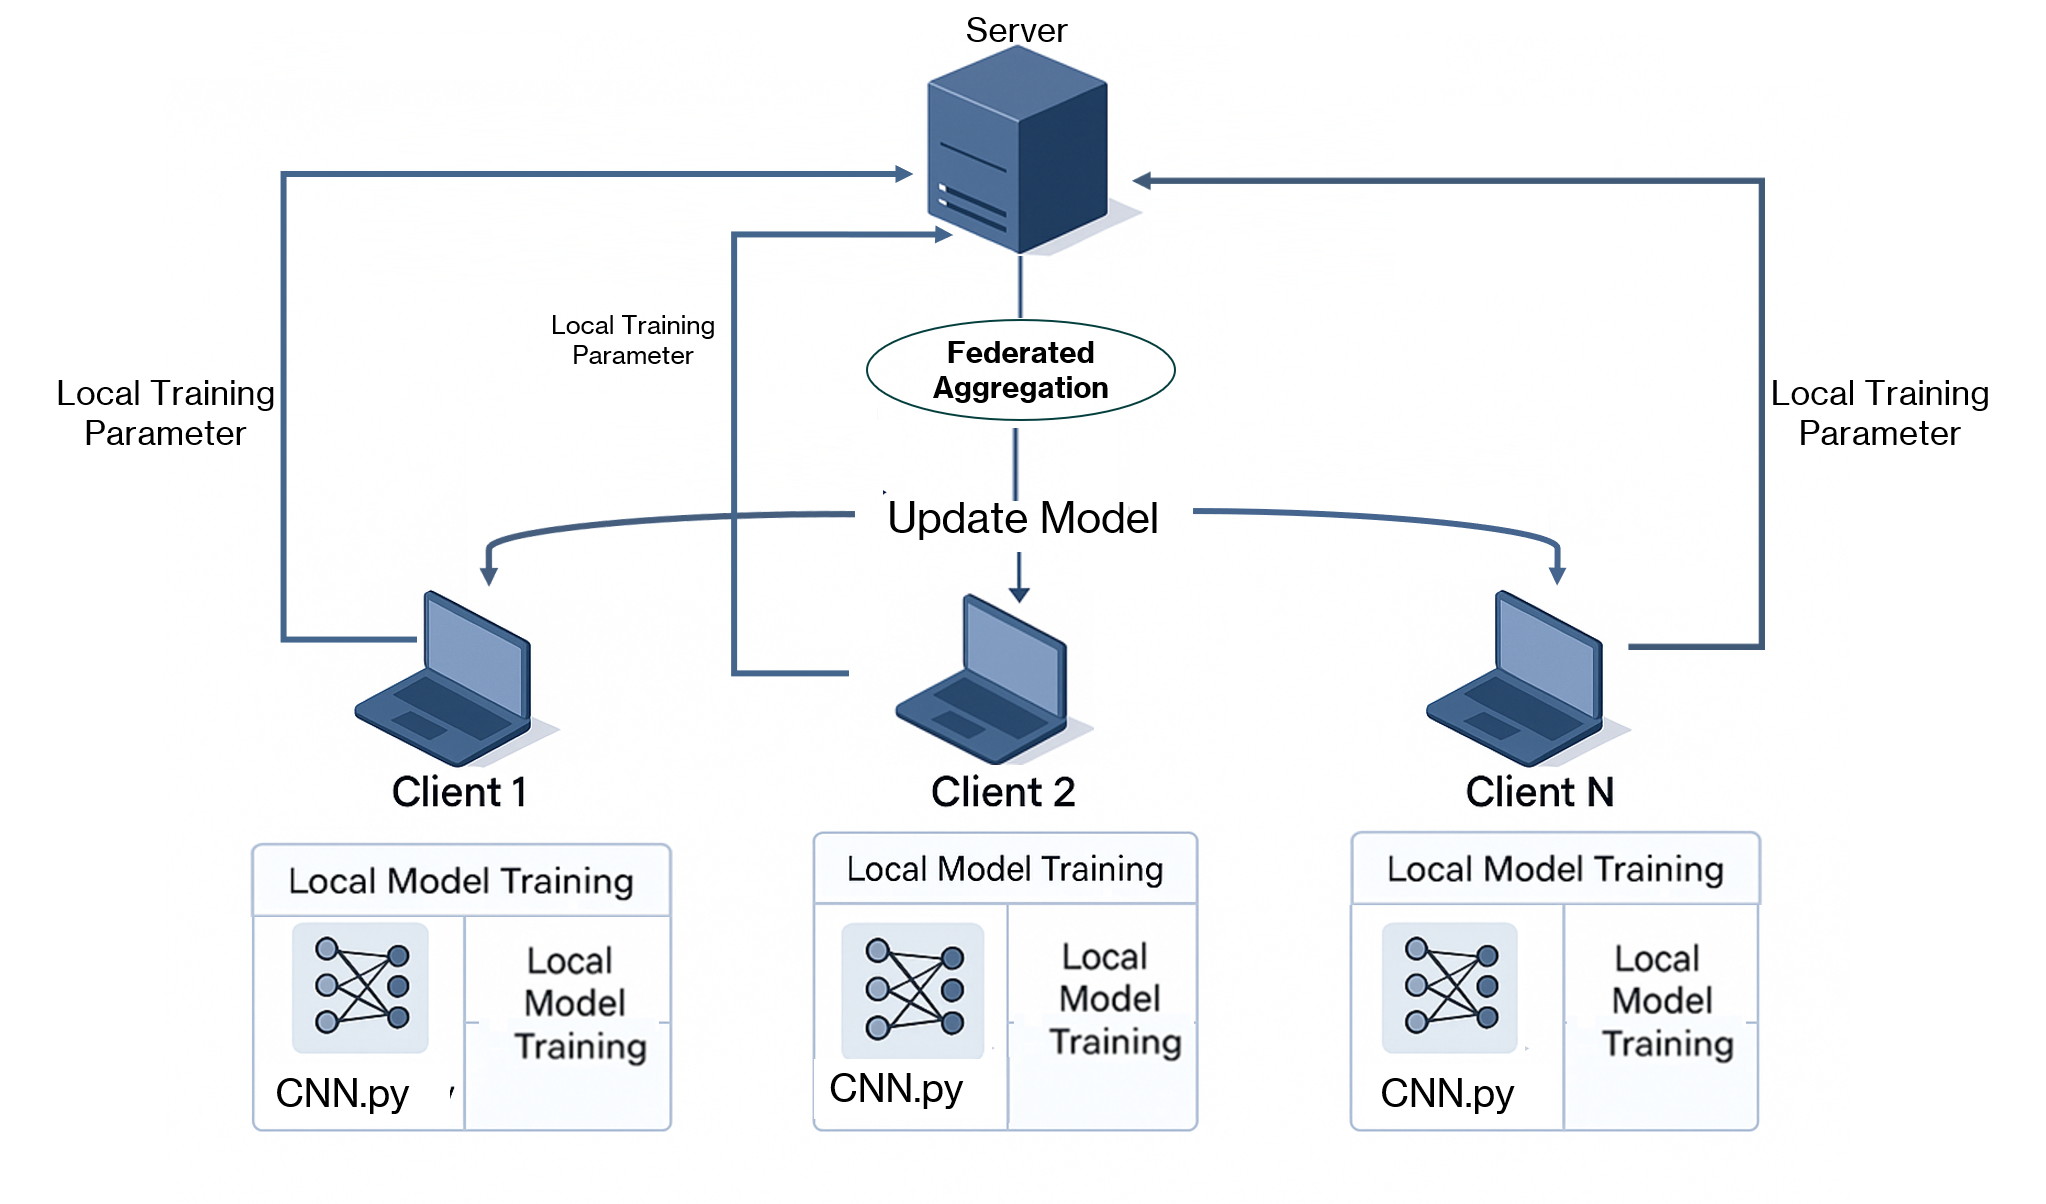 Server
Local Training
Parameter
Federated
Aggregation
Local Training
Parameter
Local Training
Parameter
Update Model
Client 1
Client 2
Client N
Local Model Training
Local
Model
Training
CNN.py
Local Model Training
Local
Model
Training
CNN.py
Local Model Training
Local
Model
Training
CNN.py